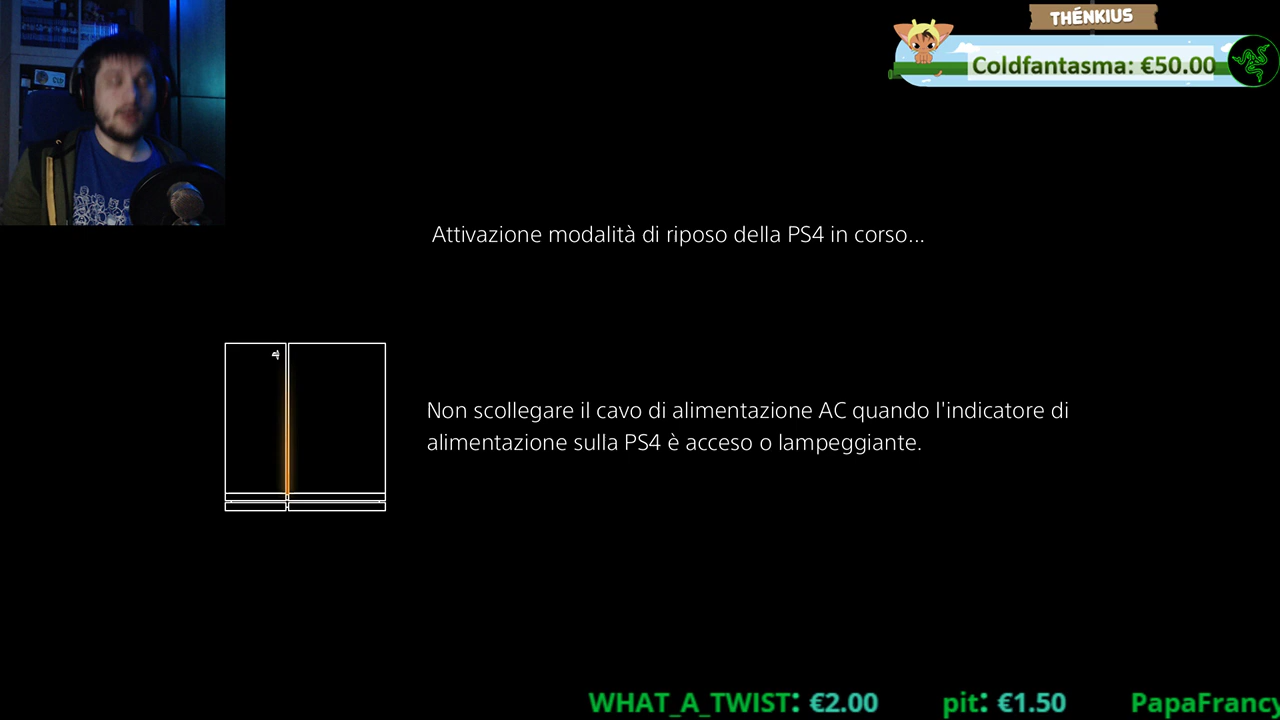 THÉNKIUS
Coldfantasma: €50.00
Attivazione modalità di riposo della PS4 in corso...
Non scollegare il cavo di alimentazione AC quando l'indicatore di
alimentazione sulla PS4 è acceso o lampeggiante.
WHAT_A_TWIST: €2.00 pit: €1.50 PapaFrancy